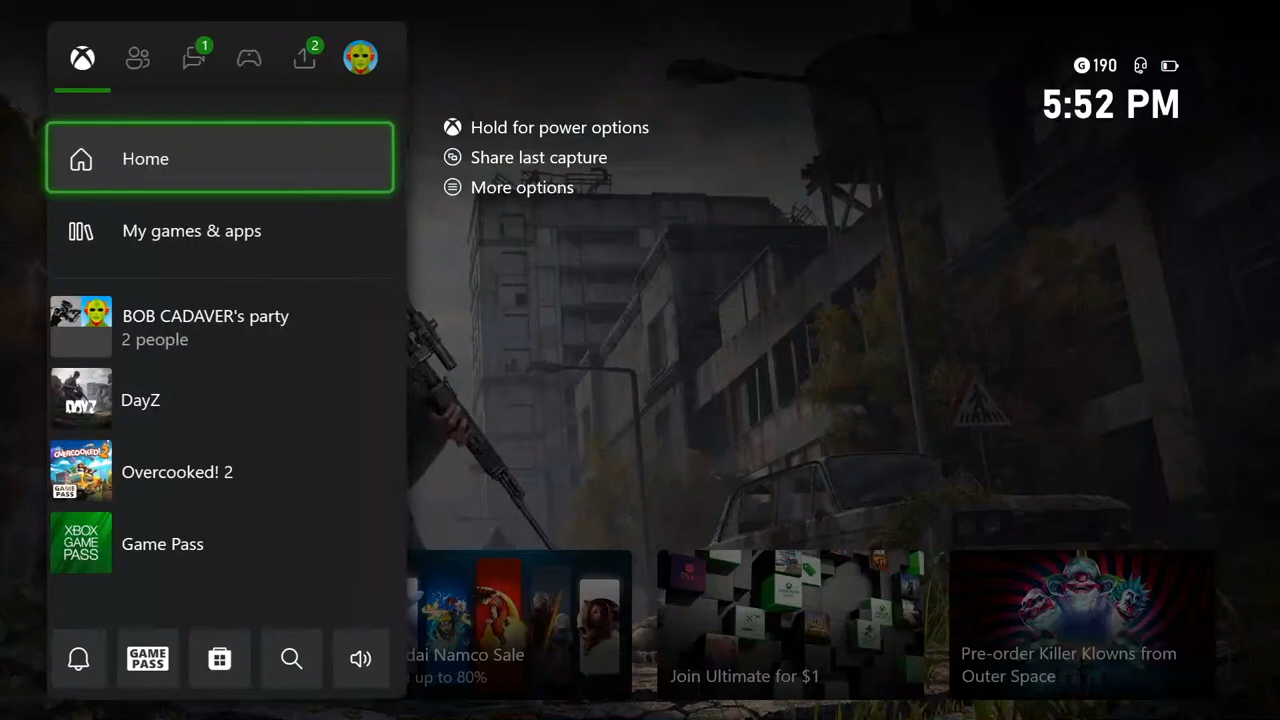 1
2
G 190
5:52 PM
Home
Hold for power options
Share last capture
More options
My games & apps
BOB CADAVER's party
2 people
DAYZ
DayZ
OVERCOOKED! 2
GAME
PASS
Overcooked! 2
XBOX
GAME
PASS
Game Pass
GAME
PASS
dai Namco Sale
up to 80%
Join Ultimate for $1
Pre-order Killer Klowns from
Outer Space